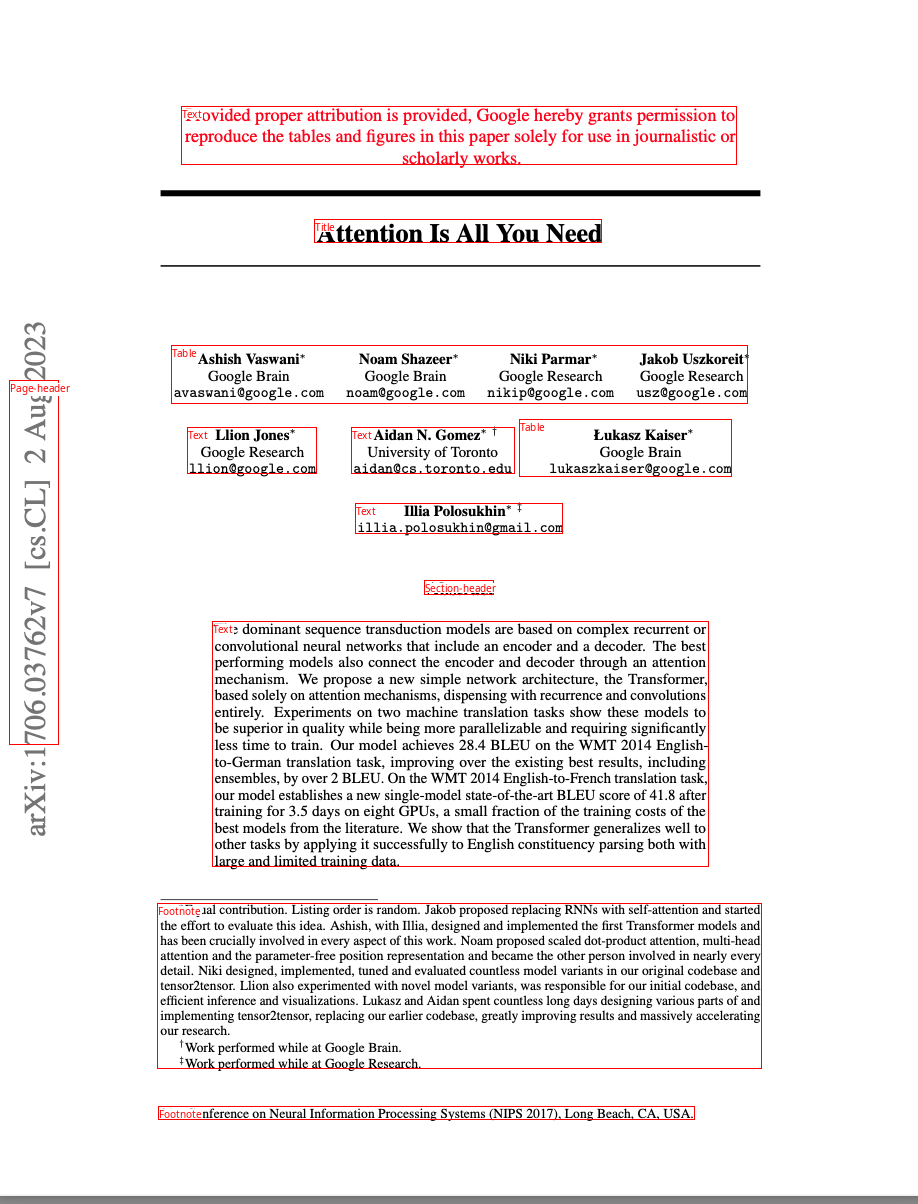 Text
Provided proper attribution is provided, Google hereby grants permission to
reproduce the tables and figures in this paper solely for use in journalistic or
scholarly works.
Title
Attention Is All You Need
Page-header
arXiv:1706.03762v7 [cs.CL] 2 Aug 2023
Table
Ashish Vaswani* Noam Shazeer* Niki Parmar* Jakob Uszkoreit*
Google Brain Google Brain Google Research Google Research
avaswani@google.com noam@google.com nikip@google.com usz@google.com
Text Text Table
Llion Jones* Aidan N. Gomez* † Łukasz Kaiser*
Google Research University of Toronto Google Brain
llion@google.com aidan@cs.toronto.edu lukaszkaiser@google.com
Text
Illia Polosukhin* ‡
illia.polosukhin@gmail.com
Section-header
Text
The dominant sequence transduction models are based on complex recurrent or
convolutional neural networks that include an encoder and a decoder. The best
performing models also connect the encoder and decoder through an attention
mechanism. We propose a new simple network architecture, the Transformer,
based solely on attention mechanisms, dispensing with recurrence and convolutions
entirely. Experiments on two machine translation tasks show these models to
be superior in quality while being more parallelizable and requiring significantly
less time to train. Our model achieves 28.4 BLEU on the WMT 2014 English-
to-German translation task, improving over the existing best results, including
ensembles, by over 2 BLEU. On the WMT 2014 English-to-French translation task,
our model establishes a new single-model state-of-the-art BLEU score of 41.8 after
training for 3.5 days on eight GPUs, a small fraction of the training costs of the
best models from the literature. We show that the Transformer generalizes well to
other tasks by applying it successfully to English constituency parsing both with
large and limited training data.
Footnote
Equal contribution. Listing order is random. Jakob proposed replacing RNNs with self-attention and started
the effort to evaluate this idea. Ashish, with Illia, designed and implemented the first Transformer models and
has been crucially involved in every aspect of this work. Noam proposed scaled dot-product attention, multi-head
attention and the parameter-free position representation and became the other person involved in nearly every
detail. Niki designed, implemented, tuned and evaluated countless model variants in our original codebase and
tensor2tensor. Llion also experimented with novel model variants, was responsible for our initial codebase, and
efficient inference and visualizations. Lukasz and Aidan spent countless long days designing various parts of and
implementing tensor2tensor, replacing our earlier codebase, greatly improving results and massively accelerating
our research.
†Work performed while at Google Brain.
‡Work performed while at Google Research.
Footnote
Conference on Neural Information Processing Systems (NIPS 2017), Long Beach, CA, USA.